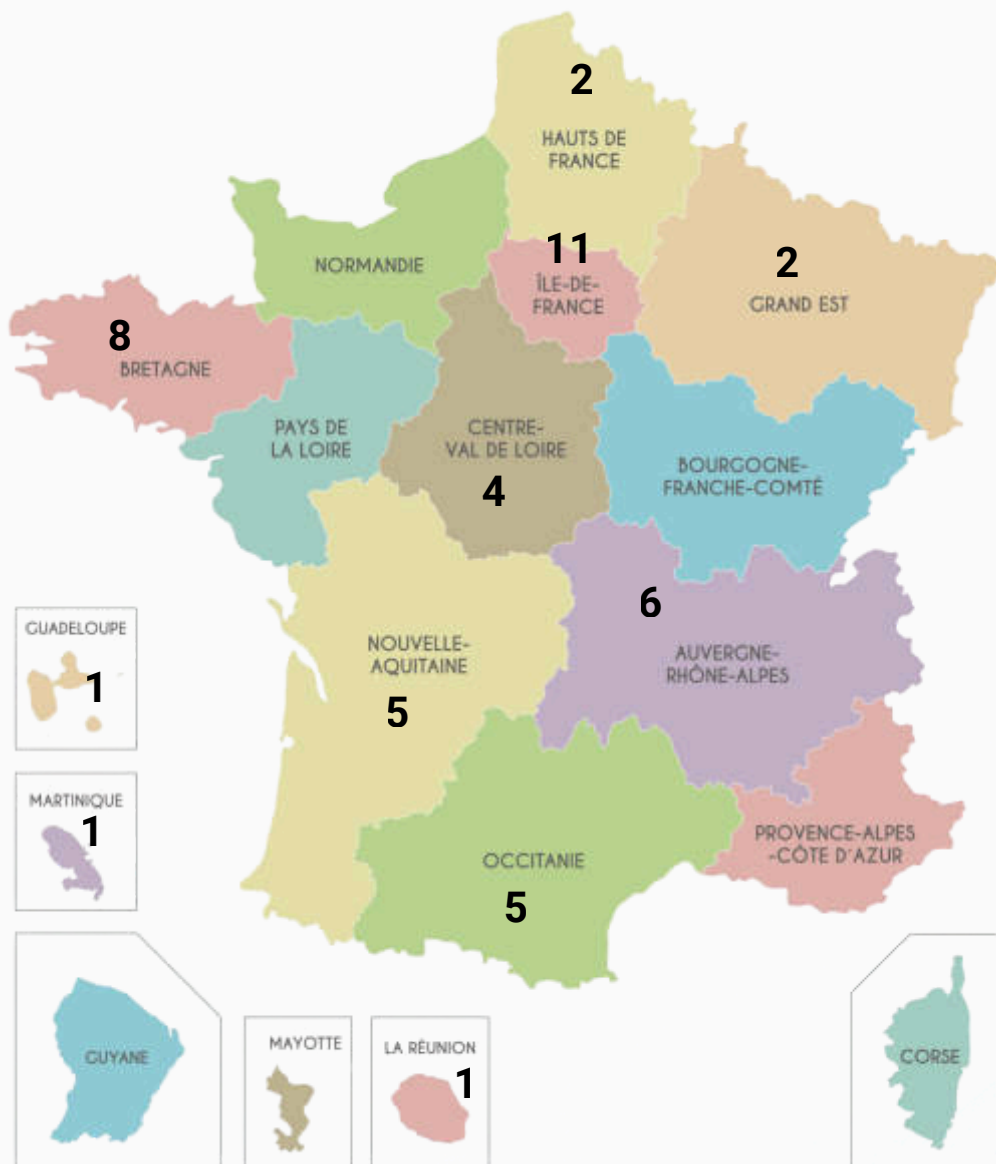 2
HAUTS DE
FRANCE
11
ÎLE-DE-
FRANCE
NORMANDIE
2
GRAND EST
8
BRETAGNE
PAYS DE
LA LOIRE
CENTRE-
VAL DE LOIRE
4
BOURGOGNE-
FRANCHE-COMTÉ
6
AUVERGNE-
RHÔNE-ALPES
NOUVELLE-
AQUITAINE
5
GUADELOUPE
1
MARTINIQUE
1
PROVENCE-ALPES
-CÔTE D'AZUR
OCCITANIE
5
GUYANE
MAYOTTE
LA RÉUNION
1
CORSE